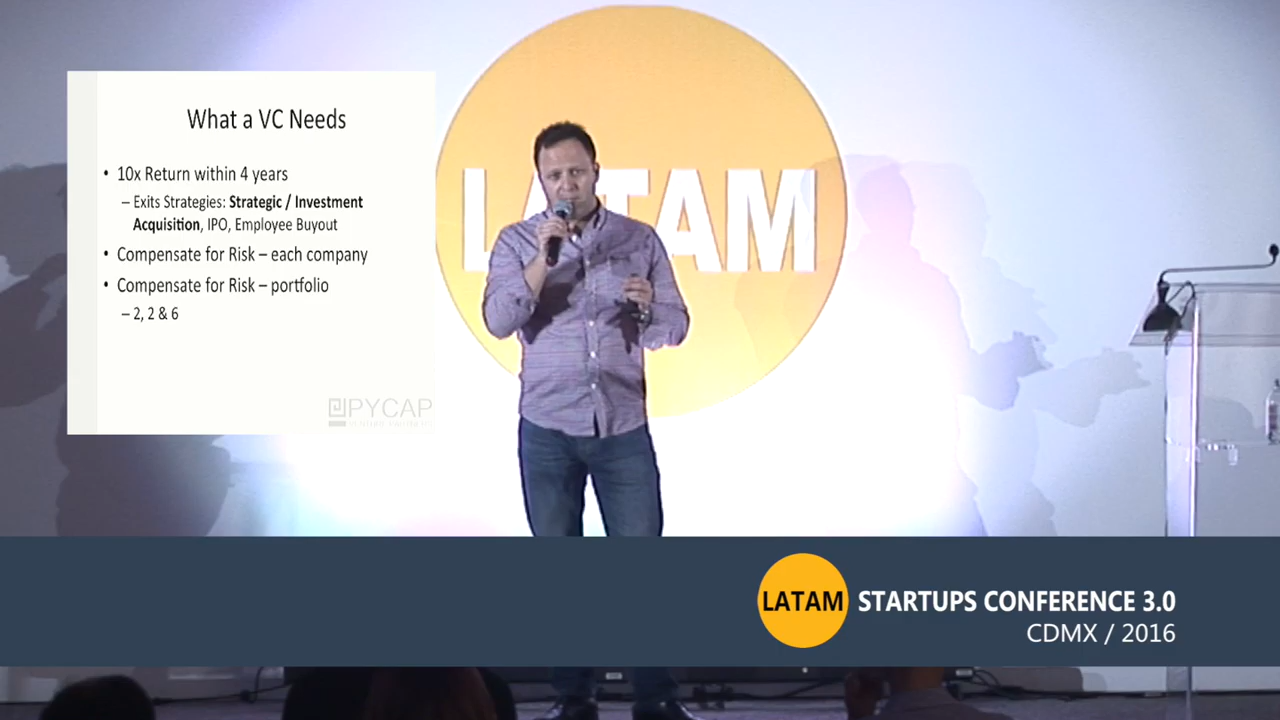 What a VC Needs
• 10x Return within 4 years
– Exits Strategies: Strategic / Investment
Acquisition, IPO, Employee Buyout
• Compensate for Risk – each company
• Compensate for Risk – portfolio
– 2, 2 & 6
PYCAP
LATAM
LATAM STARTUPS CONFERENCE 3.0
CDMX / 2016